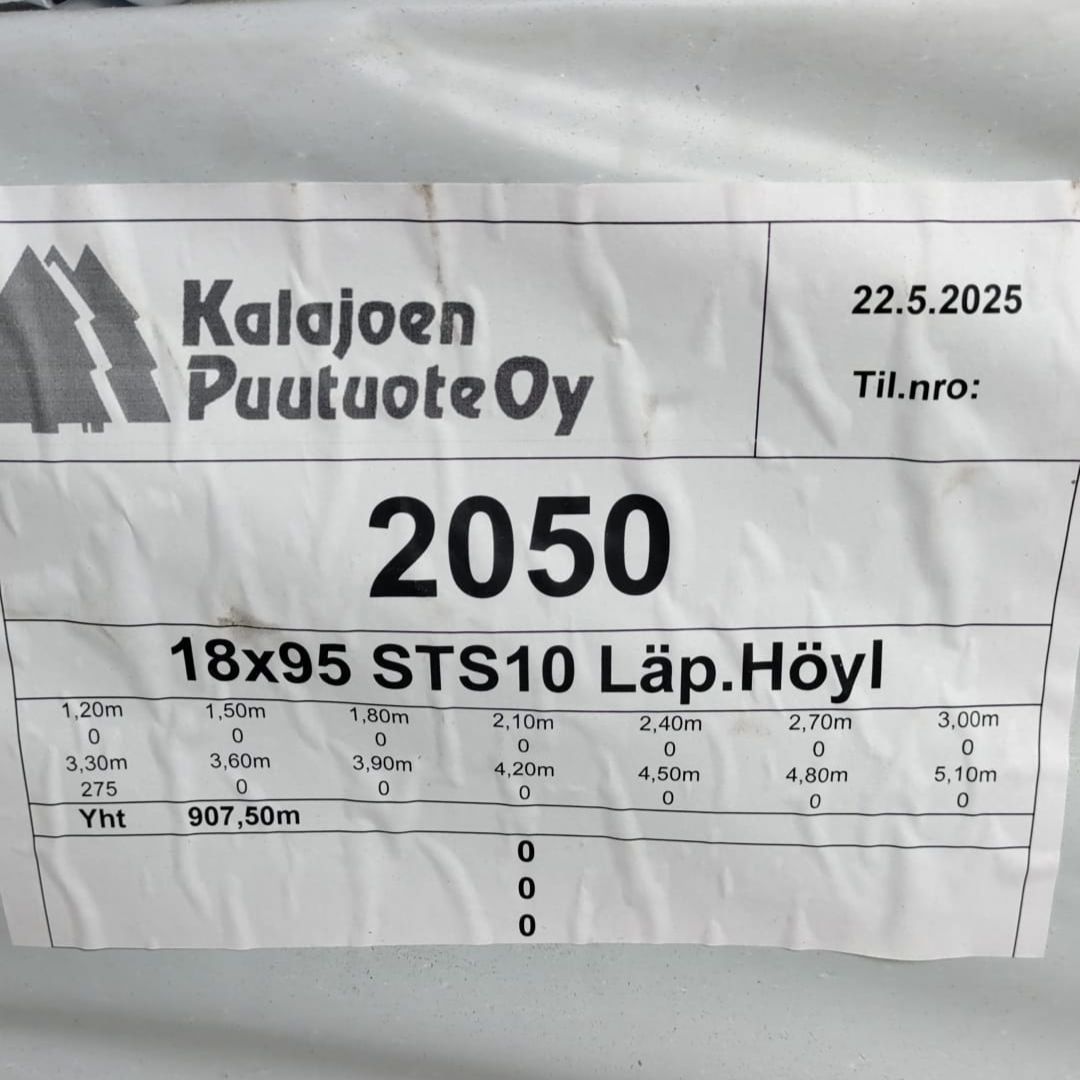 Kalajoen
Puutuote Oy
22.5.2025
Til.nro:
2050
18x95 STS10 Läp.Höyl
1,20m 1,50m 1,80m 2,10m 2,40m 2,70m 3,00m
0 0 0 0 0 0 0
3,30m 3,60m 3,90m 4,20m 4,50m 4,80m 5,10m
275 0 0 0 0 0 0
Yht 907,50m
0
0
0